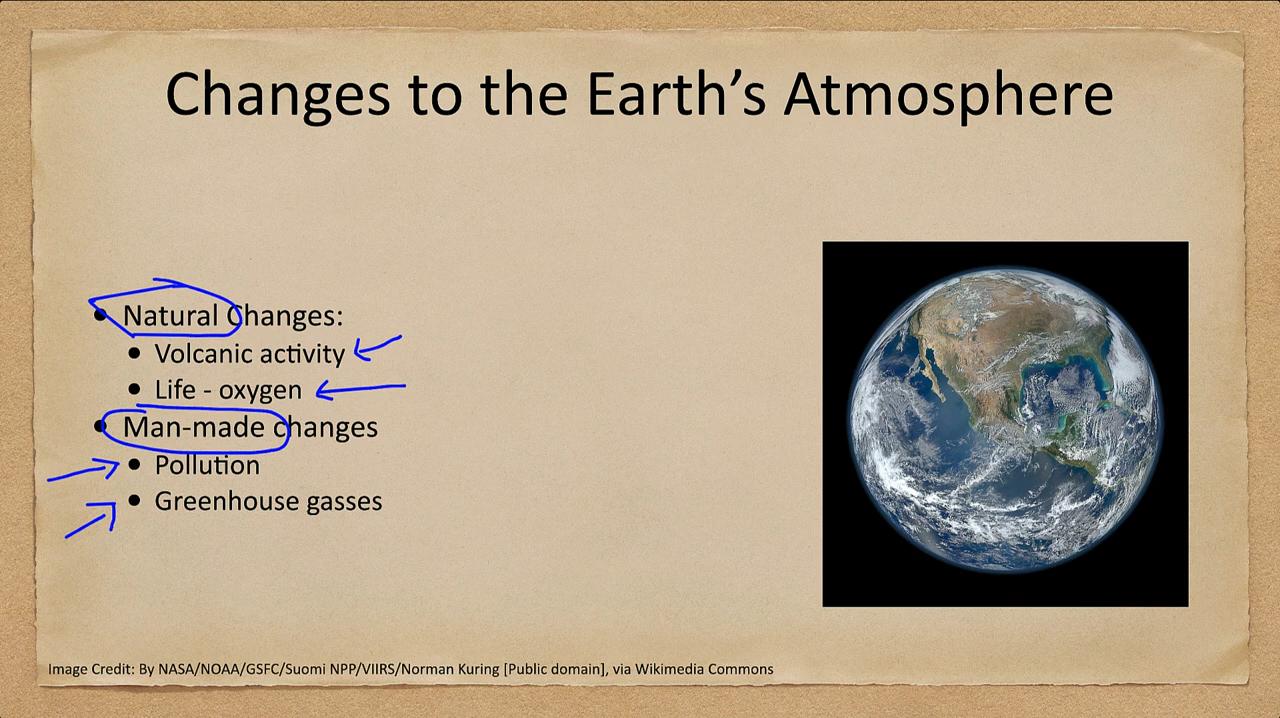 Changes to the Earth’s Atmosphere
• Natural Changes:
• Volcanic activity
• Life - oxygen
• Man-made changes
• Pollution
• Greenhouse gasses
Image Credit: By NASA/NOAA/GSFC/Suomi NPP/VIIRS/Norman Kuring [Public domain], via Wikimedia Commons